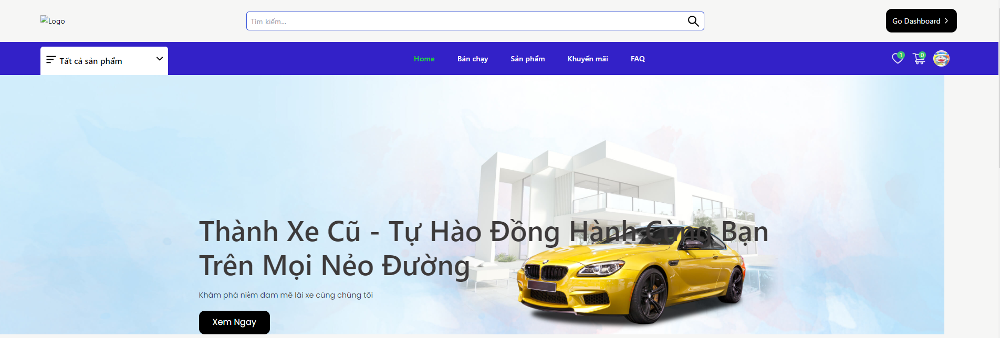 Logo
Tìm kiếm...
Go Dashboard
Tất cả sản phẩm
Home
Bán chạy
Sản phẩm
Khuyến mãi
FAQ
1
0
Thành Xe Cũ - Tự Hào Đồng Hành Cùng Bạn
Trên Mọi Nẻo Đường
Khám phá niềm đam mê lái xe cùng chúng tôi
Xem Ngay